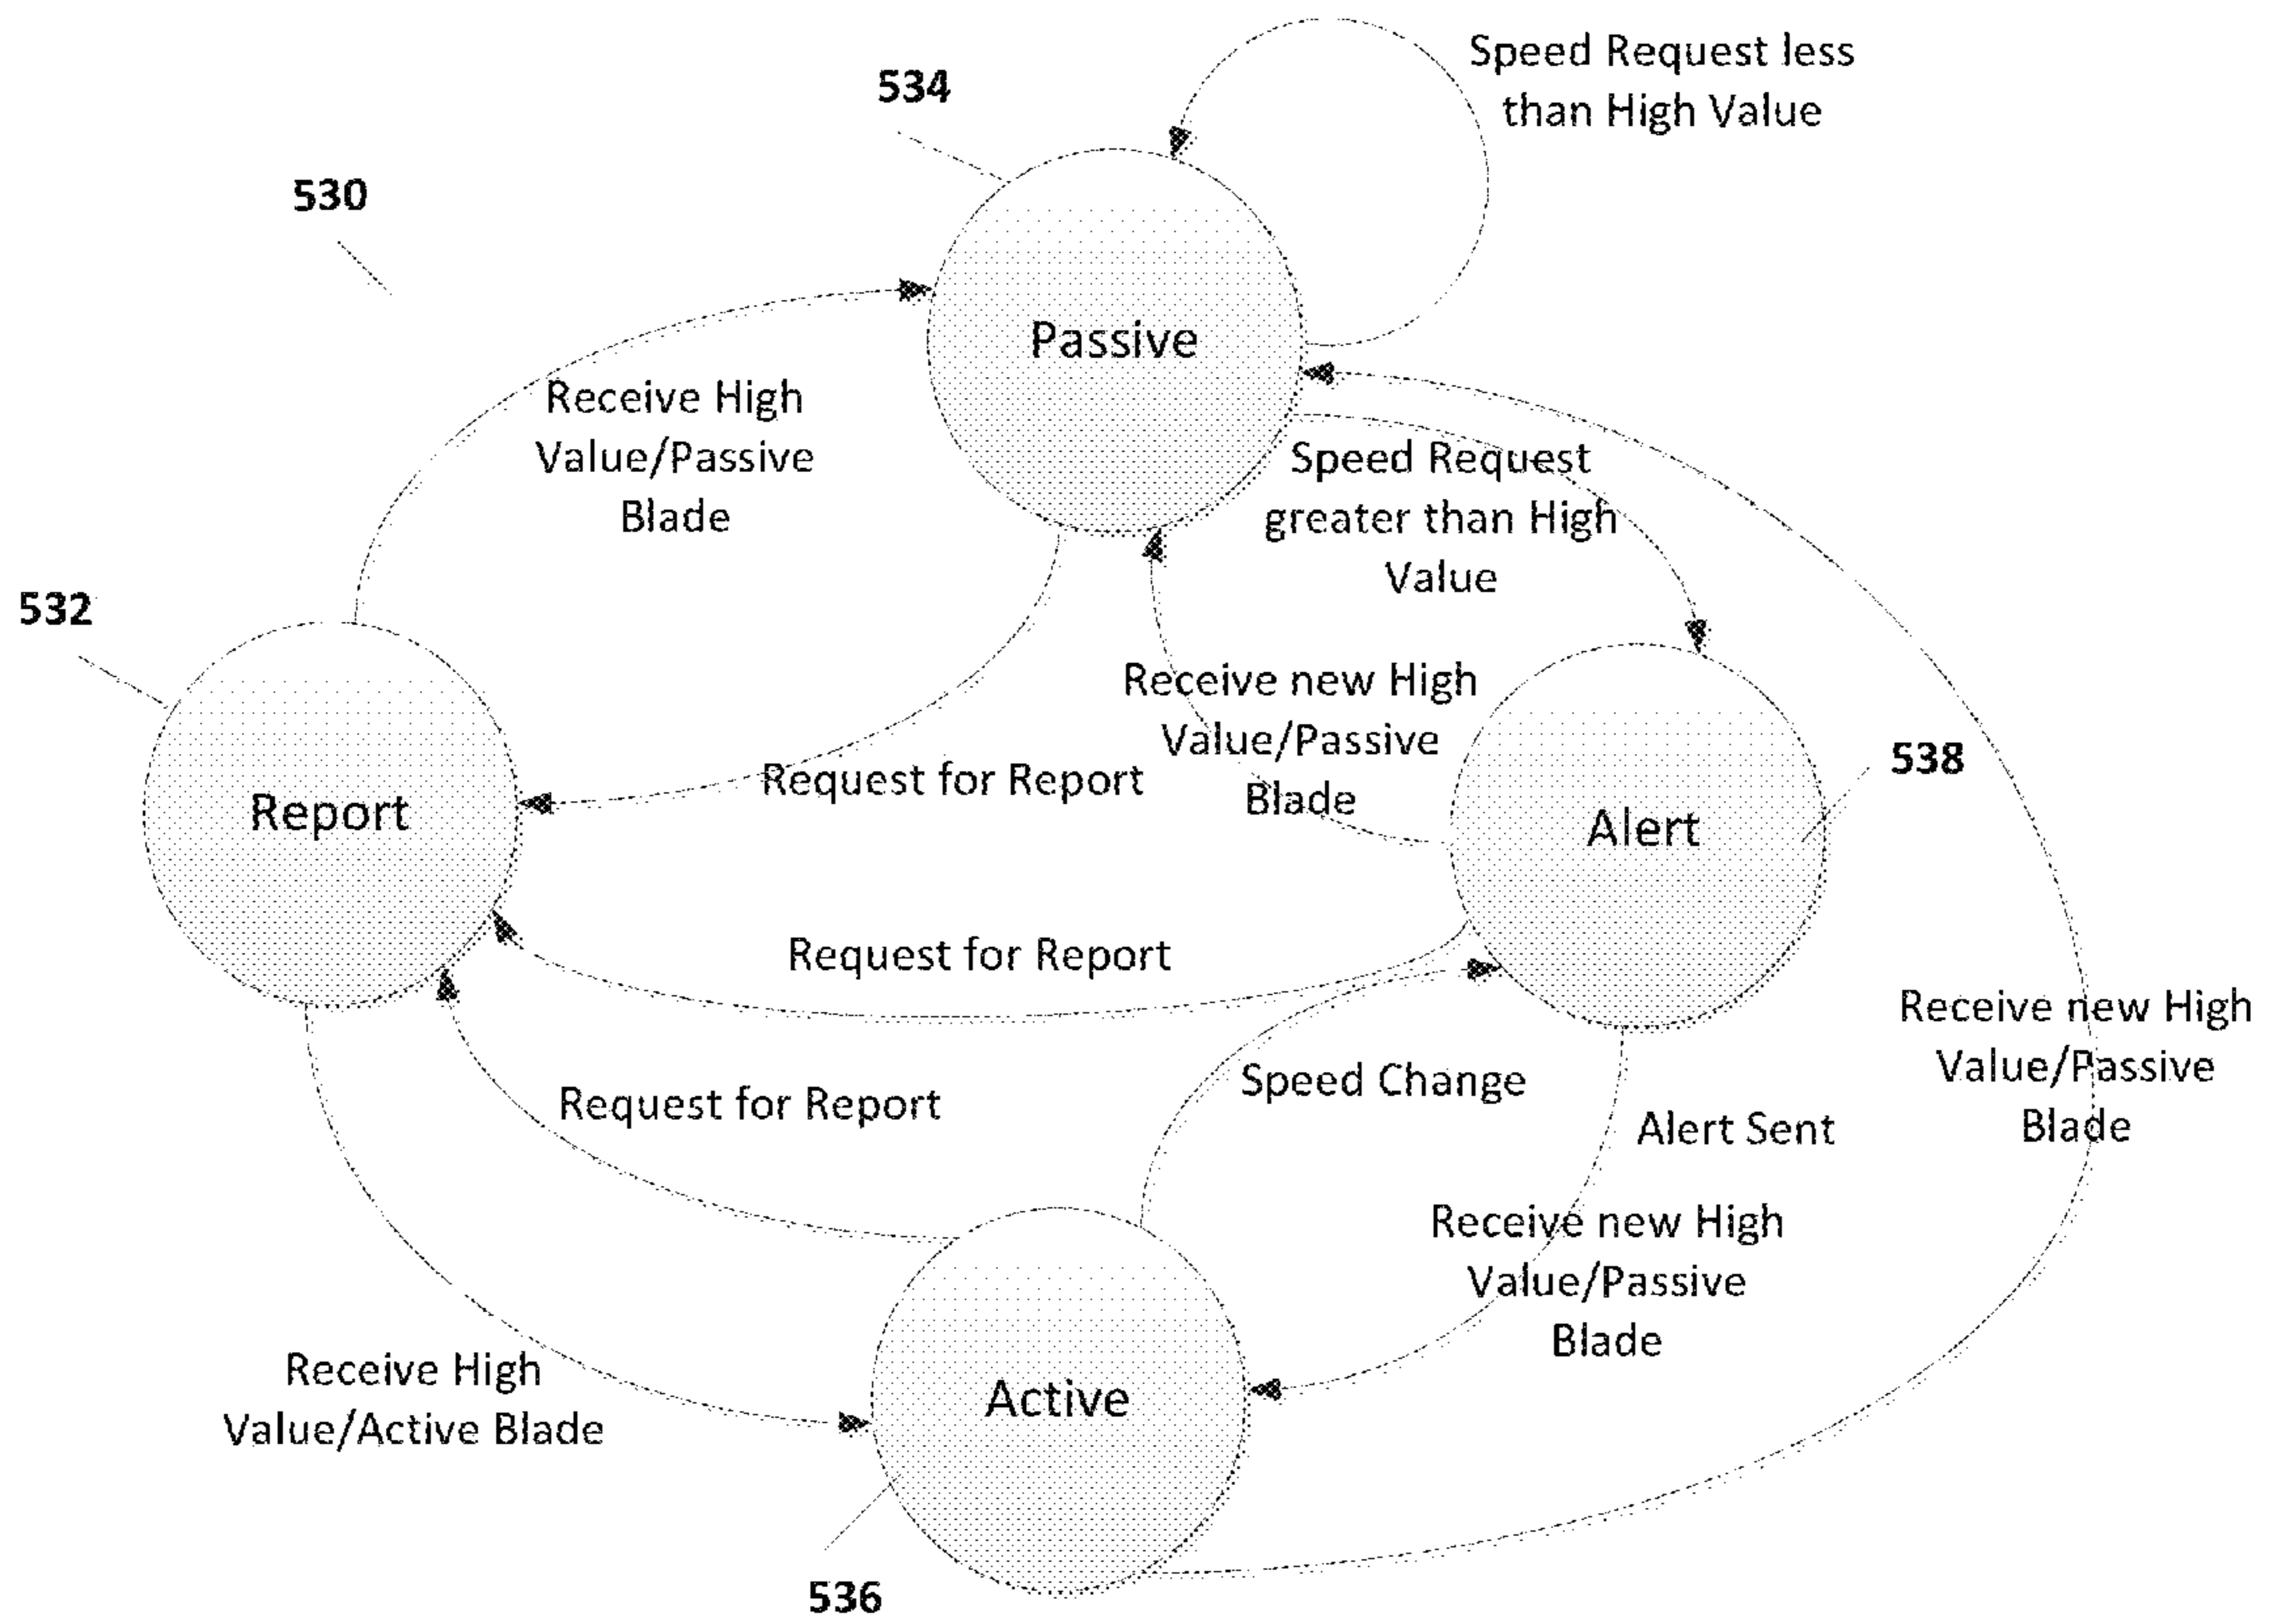 Speed Request less
than High Value
534
530
Passive
Receive High
Value/Passive
Blade
Speed Request
greater than High
Value
532
Receive new High
Value/Passive
Blade
538
Request for Report
Report
Alert
Request for Report
Receive new High
Value/Passive
Blade
Speed Change
Request for Report
Alert Sent
Receive new High
Value/Passive
Blade
Receive High
Value/Active Blade
Active
536